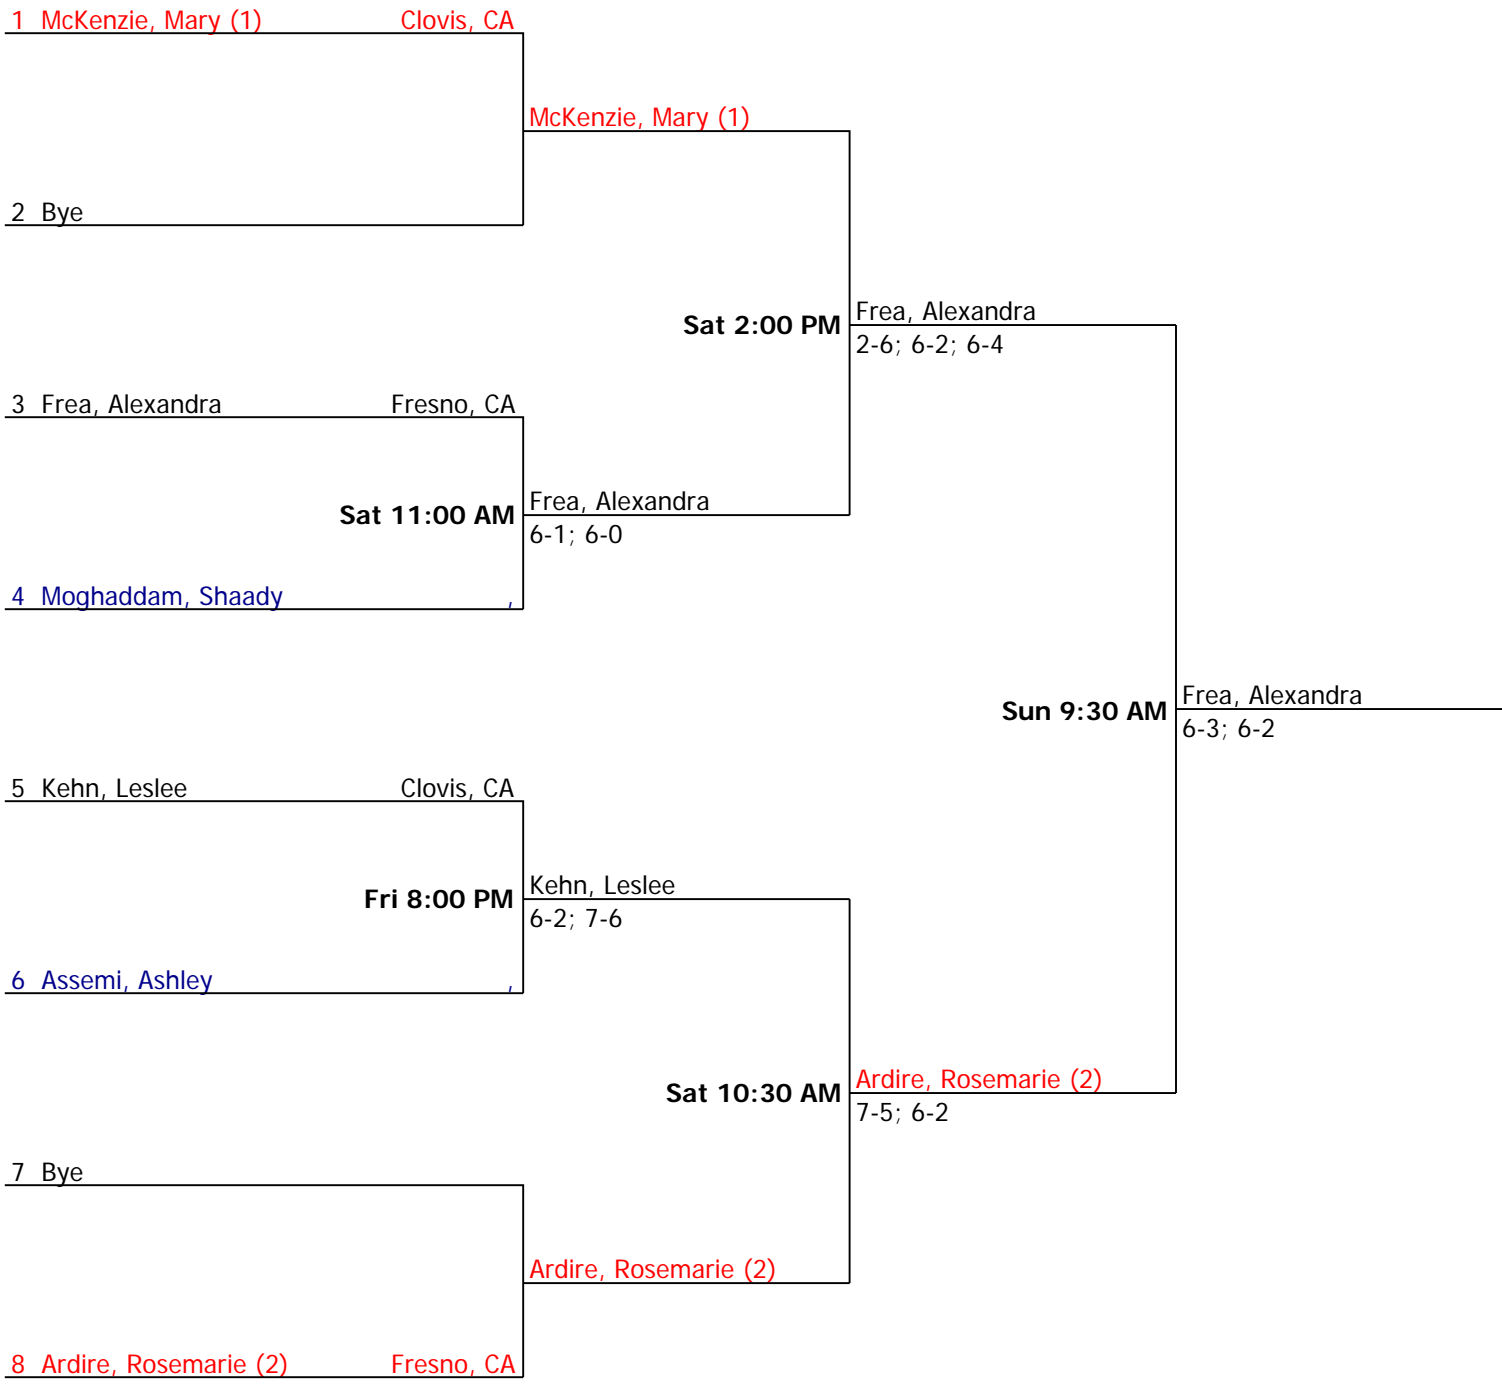 1 McKenzie, Mary (1) Clovis, CA
McKenzie, Mary (1)
2 Bye
Sat 2:00 PM
Frea, Alexandra
2-6; 6-2; 6-4
3 Frea, Alexandra Fresno, CA
Sat 11:00 AM
Frea, Alexandra
6-1; 6-0
4 Moghaddam, Shaady ,
Sun 9:30 AM
Frea, Alexandra
6-3; 6-2
5 Kehn, Leslee Clovis, CA
Fri 8:00 PM
Kehn, Leslee
6-2; 7-6
6 Assemi, Ashley ,
Sat 10:30 AM
Ardire, Rosemarie (2)
7-5; 6-2
7 Bye
Ardire, Rosemarie (2)
8 Ardire, Rosemarie (2) Fresno, CA